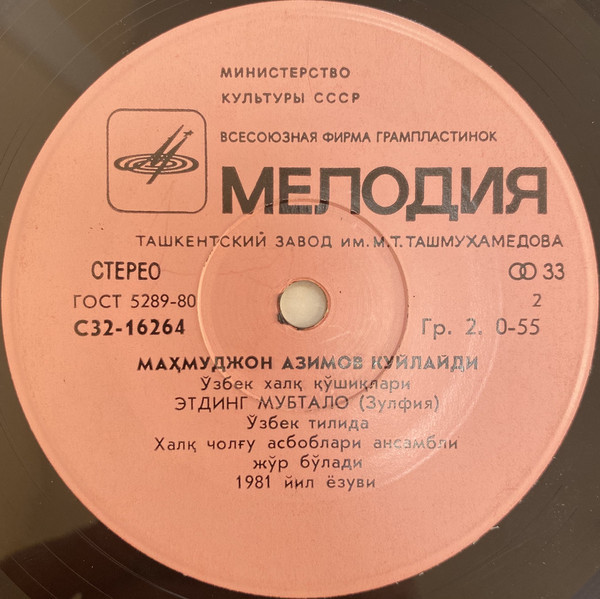 МИНИСТЕРСТВО
КУЛЬТУРЫ СССР
ВСЕСОЮЗНАЯ ФИРМА ГРАМПЛАСТИНОК
МЕЛОДИЯ
ТАШКЕНТСКИЙ ЗАВОД ИМ. М.Т. ТАШМУХАМЕДОВА
СТЕРЕО 33
ГОСТ 5289-80 2
С32-16264 Гр. 2. 0-55
МАҲМУДЖОН АЗИМОВ КУЙЛАЙДИ
Ўзбек халқ қўшиқлари
ЭТДИНГ МУБТАЛО (Зулфия)
Ўзбек тилида
Халқ чолғу асбоблари ансамбли
жўр бўлади
1981 йил ёзуви